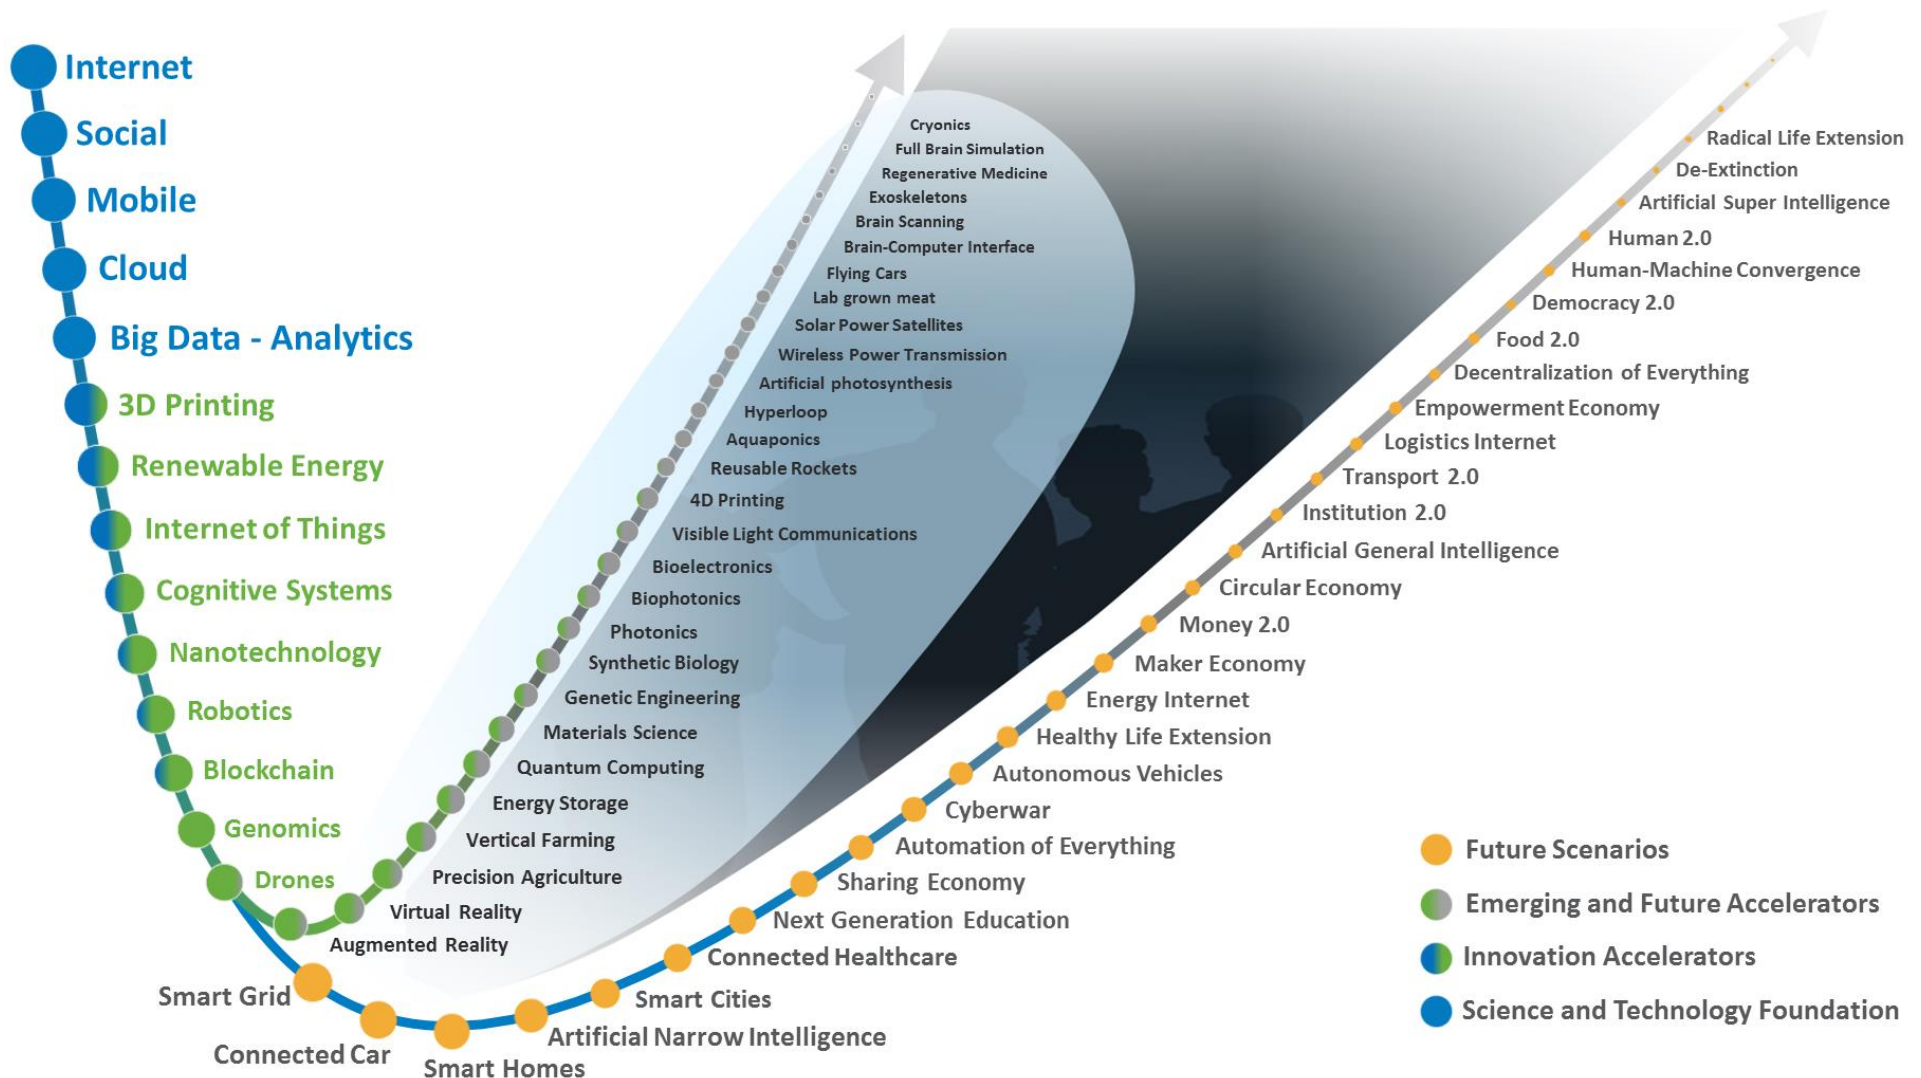 Internet
Social
Mobile
Cloud
Big Data - Analytics
3D Printing
Renewable Energy
Internet of Things
Cognitive Systems
Nanotechnology
Robotics
Blockchain
Genomics
Drones
Cryonics
Full Brain Simulation
Regenerative Medicine
Exoskeletons
Brain Scanning
Brain-Computer Interface
Flying Cars
Lab grown meat
Solar Power Satellites
Wireless Power Transmission
Artificial photosynthesis
Hyperloop
Aquaponics
Reusable Rockets
4D Printing
Visible Light Communications
Bioelectronics
Biophotonics
Photonics
Synthetic Biology
Genetic Engineering
Materials Science
Quantum Computing
Energy Storage
Vertical Farming
Precision Agriculture
Virtual Reality
Augmented Reality
Radical Life Extension
De-Extinction
Artificial Super Intelligence
Human 2.0
Human-Machine Convergence
Democracy 2.0
Food 2.0
Decentralization of Everything
Empowerment Economy
Logistics Internet
Transport 2.0
Institution 2.0
Artificial General Intelligence
Circular Economy
Money 2.0
Maker Economy
Energy Internet
Healthy Life Extension
Autonomous Vehicles
Cyberwar
Automation of Everything
Sharing Economy
Next Generation Education
Connected Healthcare
Smart Cities
Artificial Narrow Intelligence
Smart Homes
Connected Car
Smart Grid
Future Scenarios
Emerging and Future Accelerators
Innovation Accelerators
Science and Technology Foundation